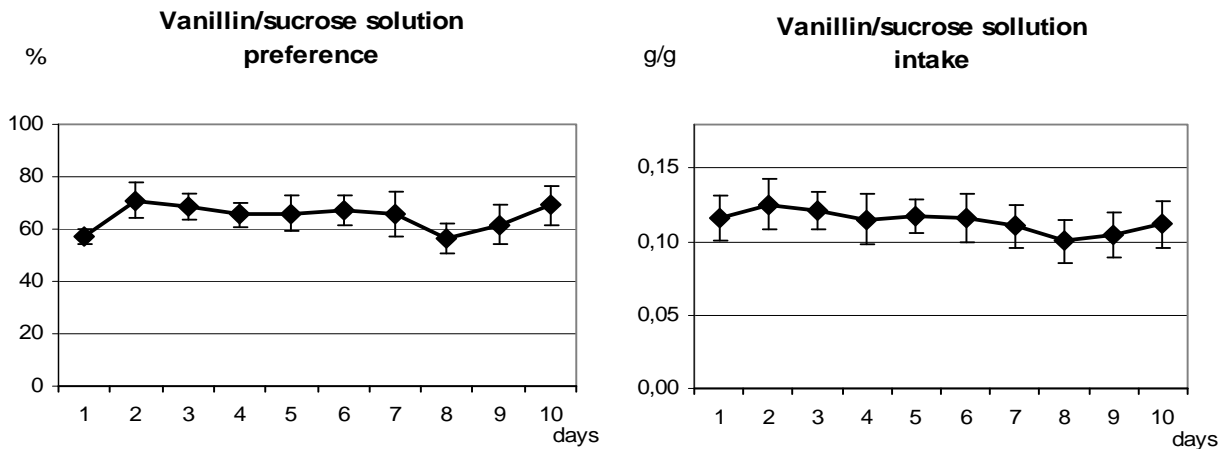 Vanillin/sucrose solution
preference
%
100
80
60
40
20
0
1 2 3 4 5 6 7 8 9 10
days
Vanillin/sucrose sollution
intake
g/g
0,15
0,10
0,05
0,00
1 2 3 4 5 6 7 8 9 10
days